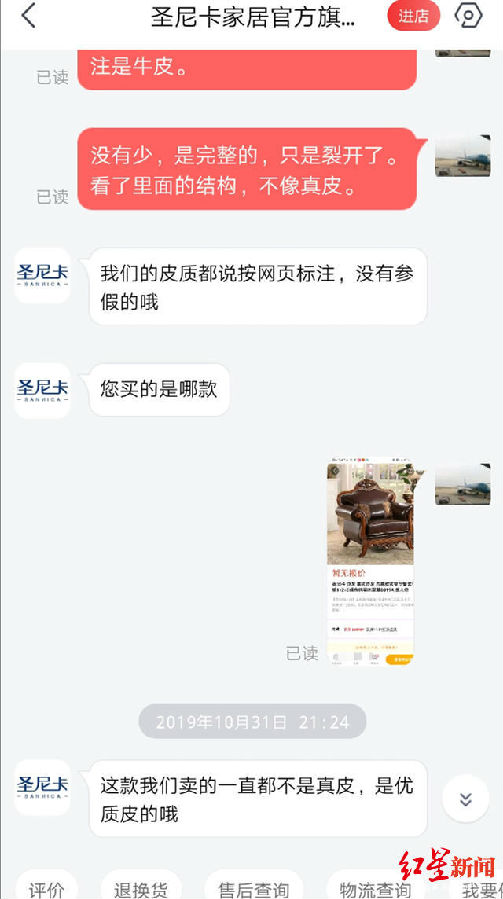 圣尼卡家居官方旗...
进店
注是牛皮。
已读
没有少，是完整的，只是裂开了。
看了里面的结构，不像真皮。
已读
圣尼卡
我们的皮质都说按网页标注，没有参
假的哦
圣尼卡
您买的是哪款
暂无报价
已读
2019年10月31日 21:24
圣尼卡
这款我们卖的一直都不是真皮，是优
质皮的哦
红星新闻
评价
退换货
售后查询
物流查询
我要